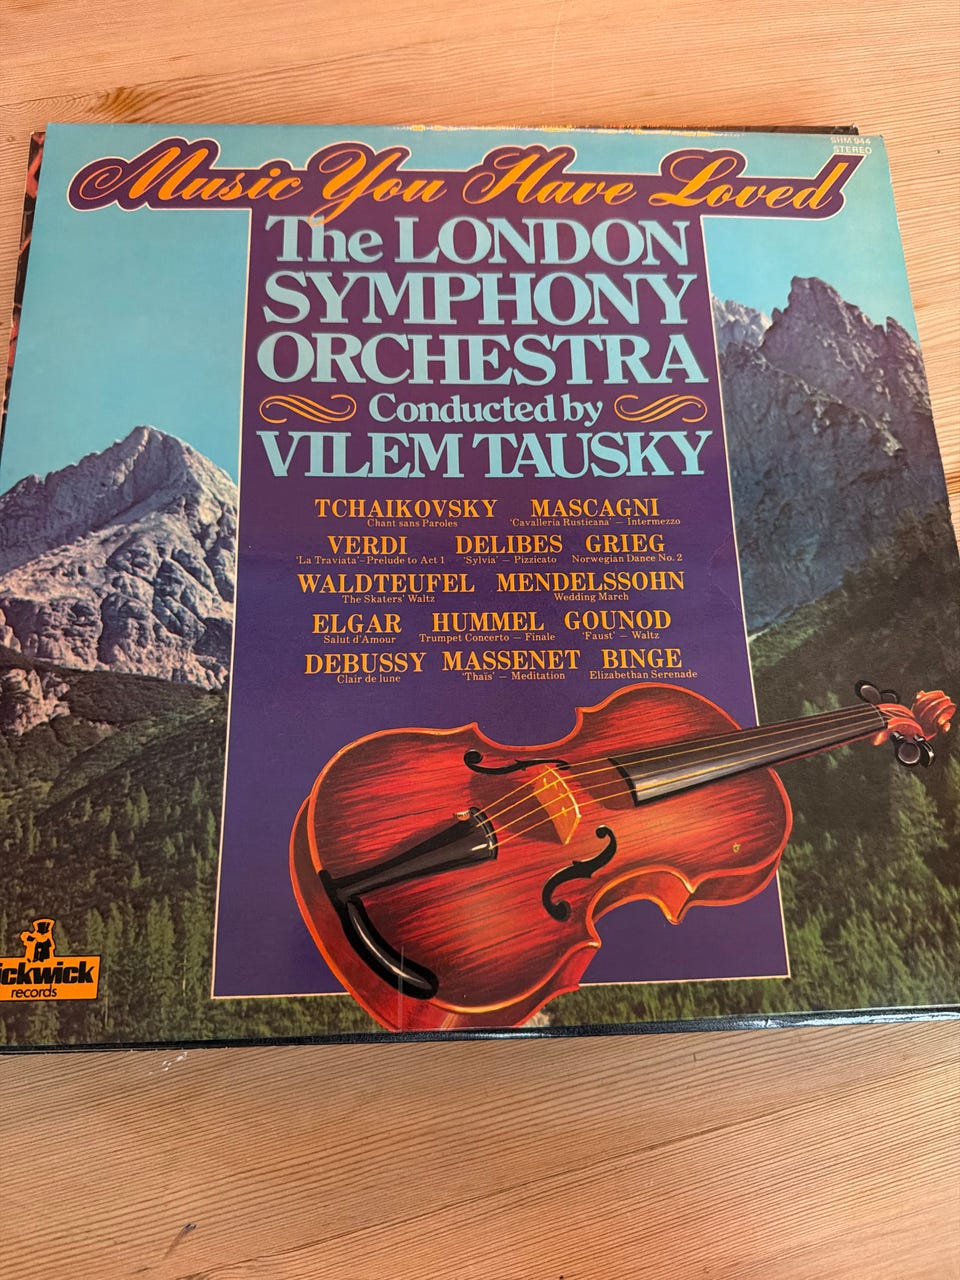 SHM 944
STEREO
Music You Have Loved
The LONDON
SYMPHONY
ORCHESTRA
Conducted by
VILEM TAUSKY
TCHAIKOVSKY MASCAGNI
Chant sans Paroles 'Cavalleria Rusticana' — Intermezzo
VERDI DELIBES GRIEG
'La Traviata' – Prelude to Act 1 'Sylvia' — Pizzicato Norwegian Dance No. 2
WALDTEUFEL MENDELSSOHN
The Skaters' Waltz Wedding March
ELGAR HUMMEL GOUNOD
Salut d'Amour Trumpet Concerto — Finale 'Faust' — Waltz
DEBUSSY MASSENET BINGE
Clair de lune 'Thaïs' — Meditation Elizabethan Serenade
ickwick
records